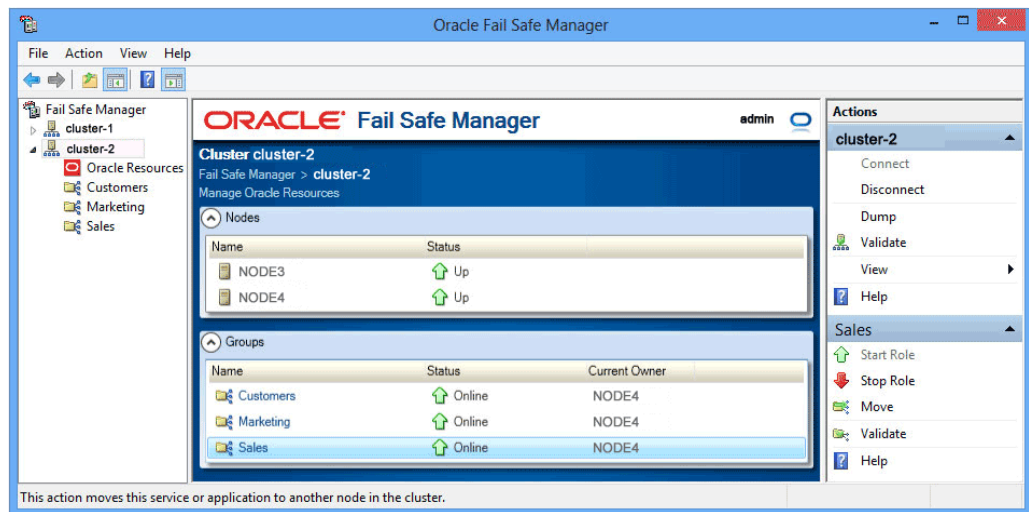 Oracle Fail Safe Manager
File Action View Help
Fail Safe Manager
cluster-1
cluster-2
Oracle Resources
Customers
Marketing
Sales
ORACLE Fail Safe Manager
admin
Cluster cluster-2
Fail Safe Manager > cluster-2
Manage Oracle Resources
Nodes
Name Status
NODE3 Up
NODE4 Up
Groups
Name Status Current Owner
Customers Online NODE4
Marketing Online NODE4
Sales Online NODE4
Actions
cluster-2
Connect
Disconnect
Dump
Validate
View
Help
Sales
Start Role
Stop Role
Move
Validate
Help
This action moves this service or application to another node in the cluster.